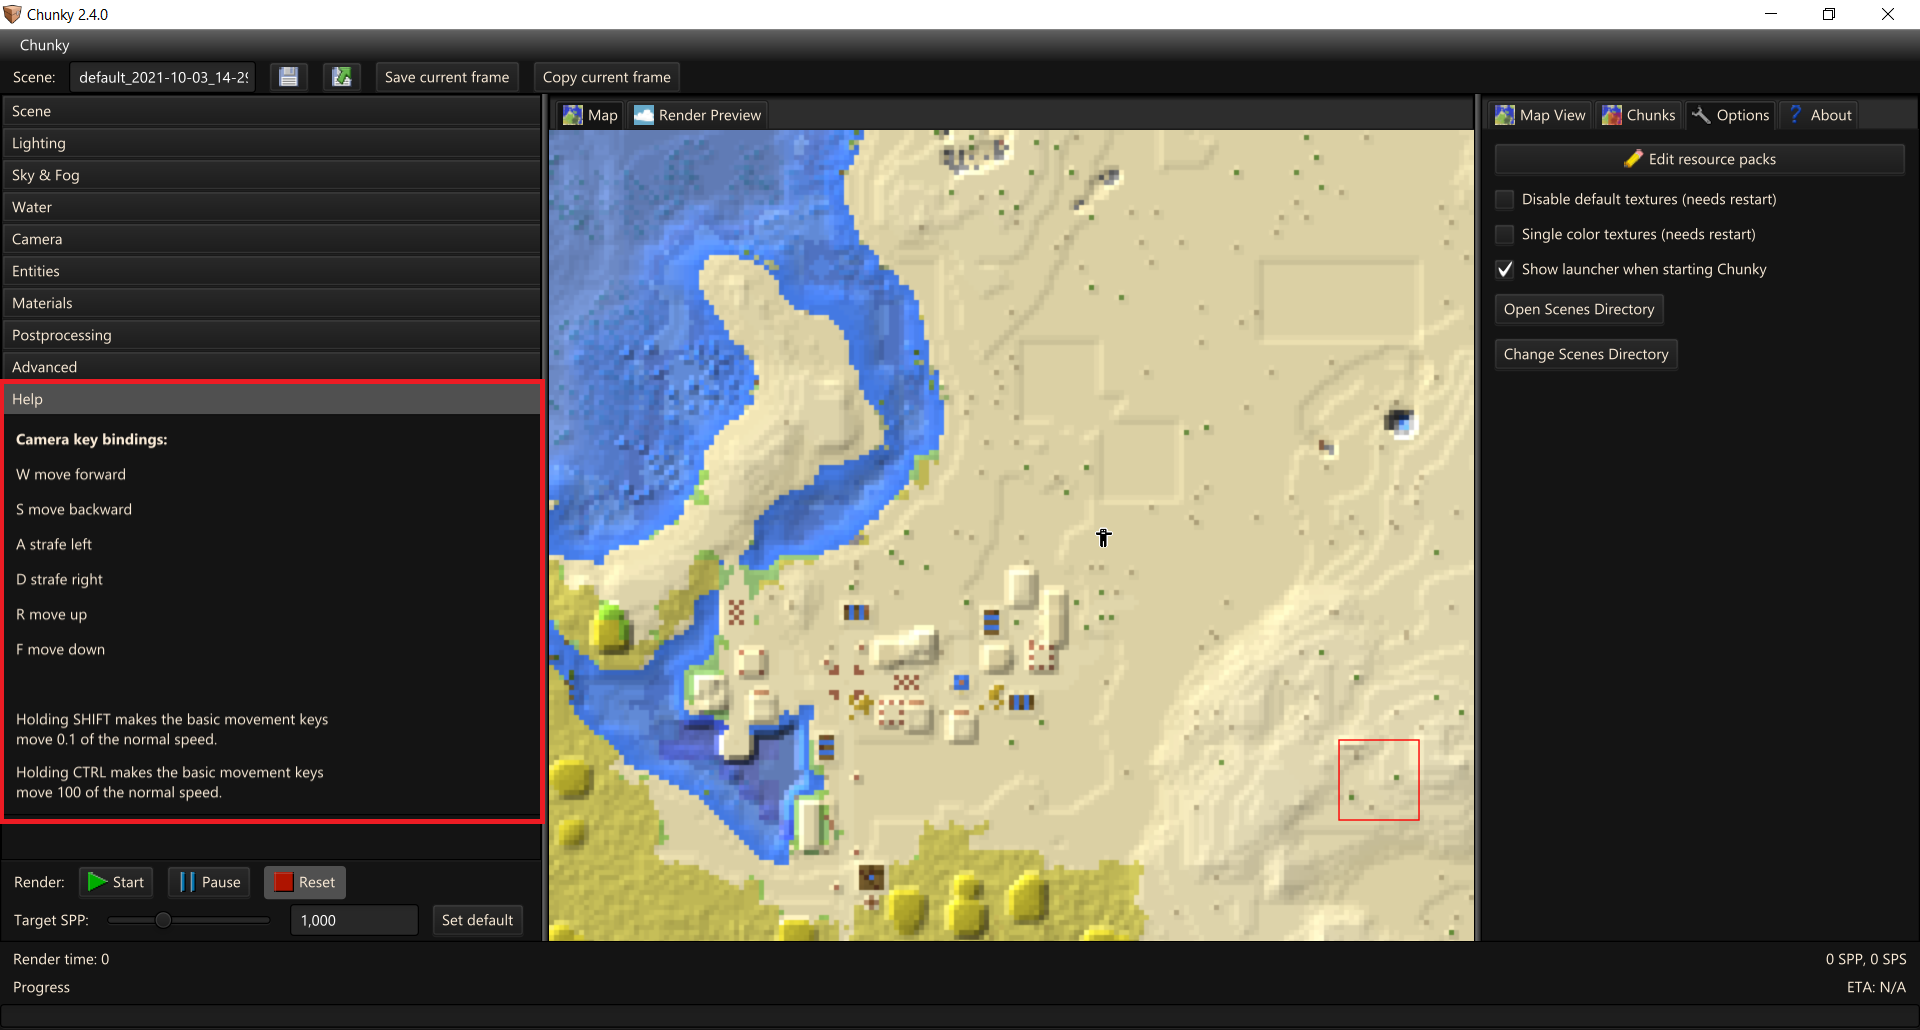 Chunky 2.4.0
Chunky
Scene:
default_2021-10-03_14-2
Save current frame
Copy current frame
Scene
Lighting
Sky & Fog
Water
Camera
Entities
Materials
Postprocessing
Advanced
Help
Camera key bindings:
W move forward
S move backward
A strafe left
D strafe right
R move up
F move down
Holding SHIFT makes the basic movement keys
move 0.1 of the normal speed.
Holding CTRL makes the basic movement keys
move 100 of the normal speed.
Render:
Start
Pause
Reset
Target SPP:
1,000
Set default
Render time: 0
Progress
Map
Render Preview
Map View
Chunks
Options
? About
Edit resource packs
Disable default textures (needs restart)
Single color textures (needs restart)
Show launcher when starting Chunky
Open Scenes Directory
Change Scenes Directory
0 SPP, 0 SPS
ETA: N/A